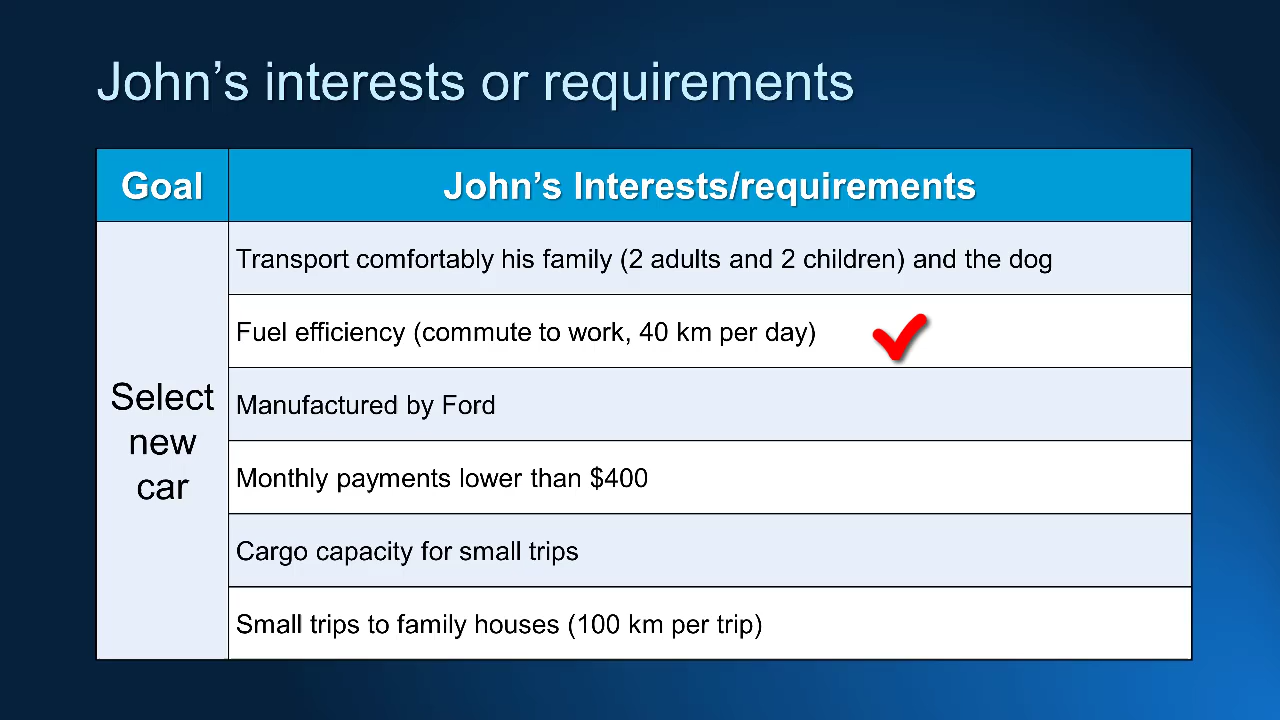 John’s interests or requirements
Goal
John’s Interests/requirements
Select
new
car
Transport comfortably his family (2 adults and 2 children) and the dog
Fuel efficiency (commute to work, 40 km per day)
Manufactured by Ford
Monthly payments lower than $400
Cargo capacity for small trips
Small trips to family houses (100 km per trip)